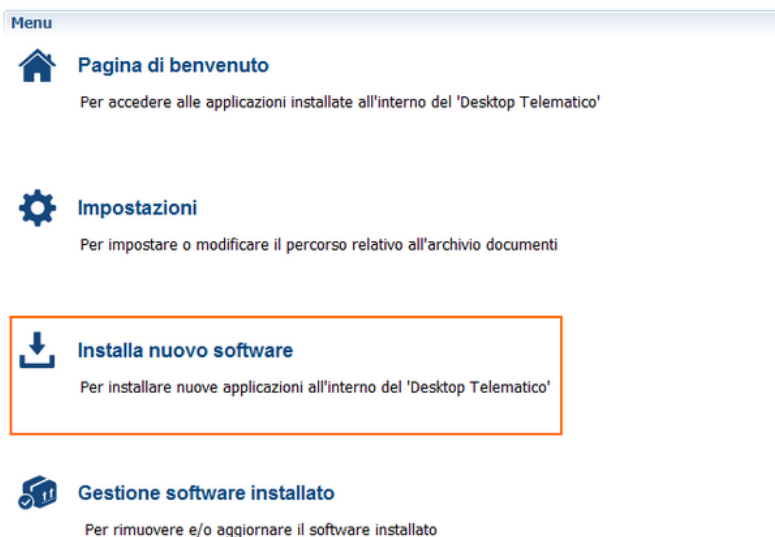 Menu
Pagina di benvenuto
Per accedere alle applicazioni installate all'interno del 'Desktop Telematico'
Impostazioni
Per impostare o modificare il percorso relativo all'archivio documenti
Installa nuovo software
Per installare nuove applicazioni all'interno del 'Desktop Telematico'
Gestione software installato
Per rimuovere e/o aggiornare il software installato